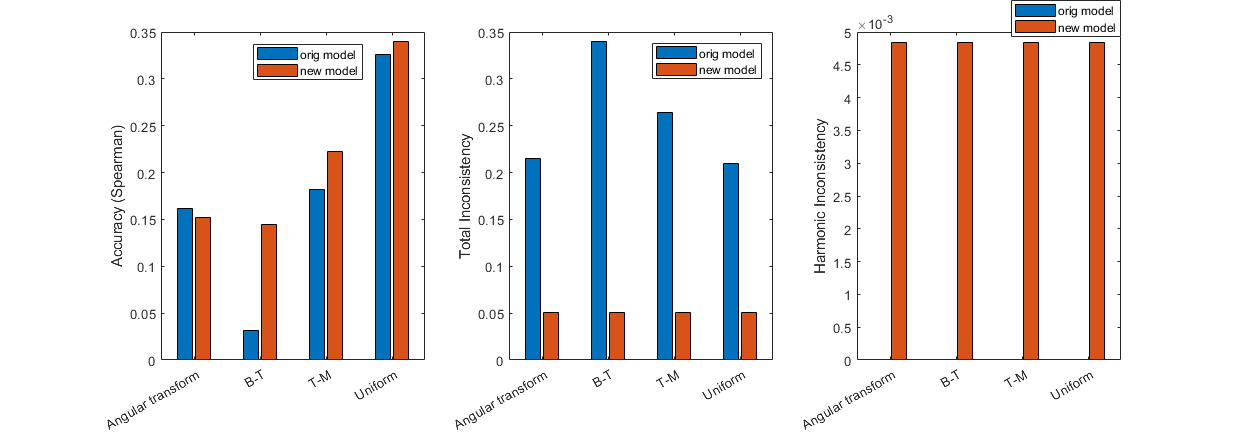 Accuracy (Spearman)
0.35
0.3
0.25
0.2
0.15
0.1
0.05
0
orig model
new model
Angular transform
B-T
T-M
Uniform
Total Inconsistency
0.35
0.3
0.25
0.2
0.15
0.1
0.05
0
orig model
new model
Angular transform
B-T
T-M
Uniform
Harmonic Inconsistency
×10⁻³
5
4.5
4
3.5
3
2.5
2
1.5
1
0.5
0
orig model
new model
Angular transform
B-T
T-M
Uniform